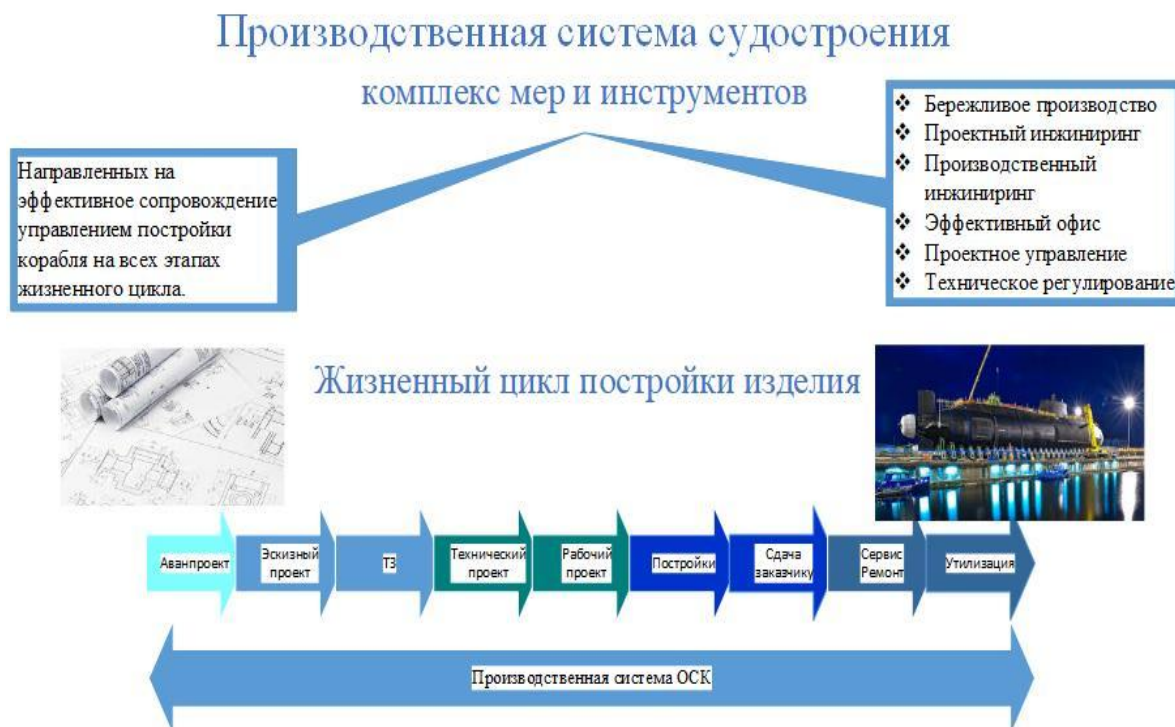 Производственная система судостроения
комплекс мер и инструментов
Направленных на
эффективное сопровождение
управлением постройки
корабля на всех этапах
жизненного цикла.
❖ Бережливое производство
❖ Проектный инжиниринг
❖ Производственный
инжиниринг
❖ Эффективный офис
❖ Проектное управление
❖ Техническое регулирование
Жизненный цикл постройки изделия
Аванпроект
Эскизный
проект
ТЗ
Технический
проект
Рабочий
проект
Постройки
Сдача
заказчику
Сервис
Ремонт
Утилизация
Производственная система ОСК